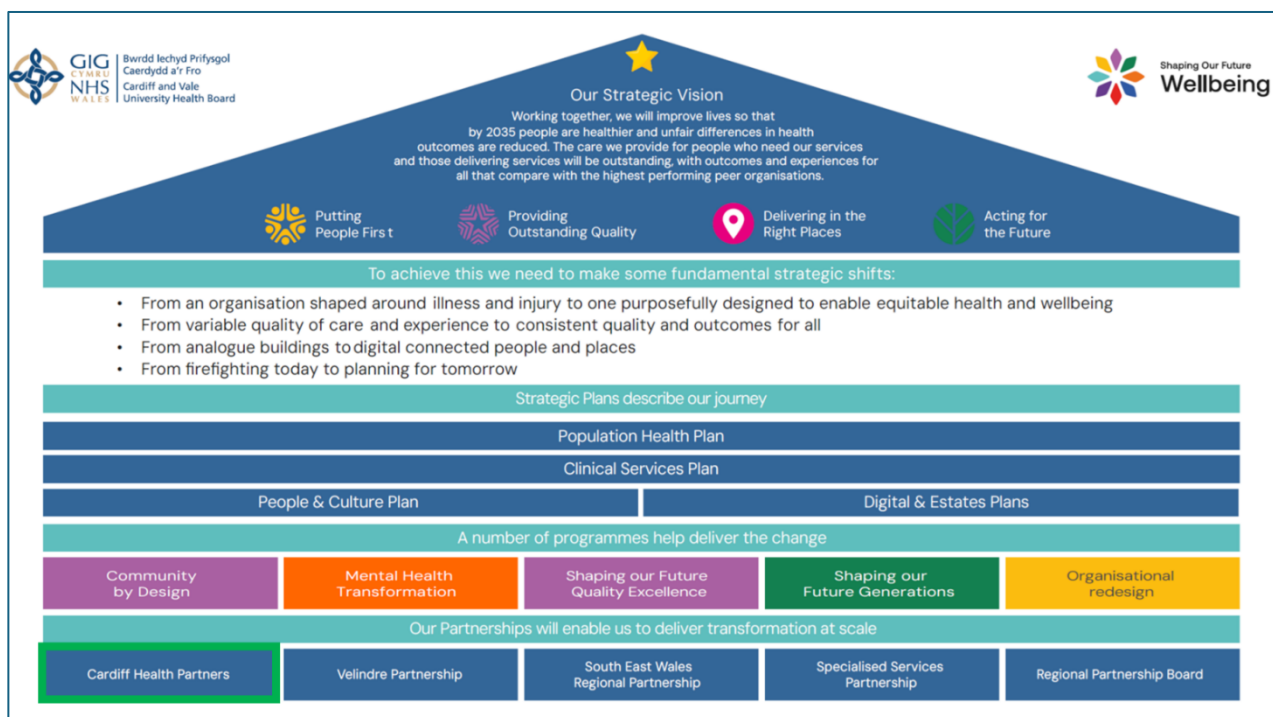 GIG
CYMRU
NHS
WALES
Bwrdd Iechyd Prifysgol
Caerdydd a'r Fro
Cardiff and Vale
University Health Board
Shaping Our Future
Wellbeing
Our Strategic Vision
Working together, we will improve lives so that
by 2035 people are healthier and unfair differences in health
outcomes are reduced. The care we provide for people who need our services
and those delivering services will be outstanding, with outcomes and experiences for
all that compare with the highest performing peer organisations.
Putting
People First
Providing
Outstanding Quality
Delivering in the
Right Places
Acting for
the Future
To achieve this we need to make some fundamental strategic shifts:
• From an organisation shaped around illness and injury to one purposefully designed to enable equitable health and wellbeing
• From variable quality of care and experience to consistent quality and outcomes for all
• From analogue buildings to digital connected people and places
• From firefighting today to planning for tomorrow
Strategic Plans describe our journey
Population Health Plan
Clinical Services Plan
People & Culture Plan
Digital & Estates Plans
A number of programmes help deliver the change
Community
by Design
Mental Health
Transformation
Shaping our Future
Quality Excellence
Shaping our
Future Generations
Organisational
redesign
Our Partnerships will enable us to deliver transformation at scale
Cardiff Health Partners
Velindre Partnership
South East Wales
Regional Partnership
Specialised Services
Partnership
Regional Partnership Board